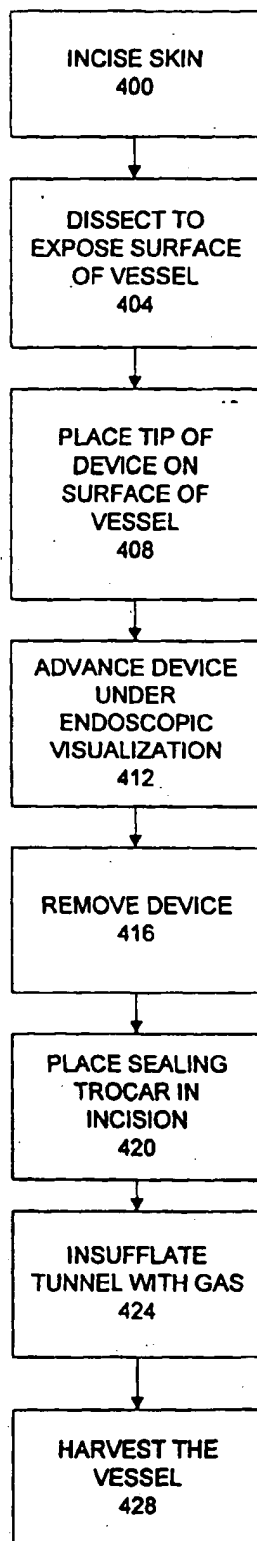 INCISE SKIN
400
DISSECT TO
EXPOSE SURFACE
OF VESSEL
404
PLACE TIP OF
DEVICE ON
SURFACE OF
VESSEL
408
ADVANCE DEVICE
UNDER
ENDOSCOPIC
VISUALIZATION
412
REMOVE DEVICE
416
PLACE SEALING
TROCAR IN
INCISION
420
INSUFFLATE
TUNNEL WITH GAS
424
HARVEST THE
VESSEL
428